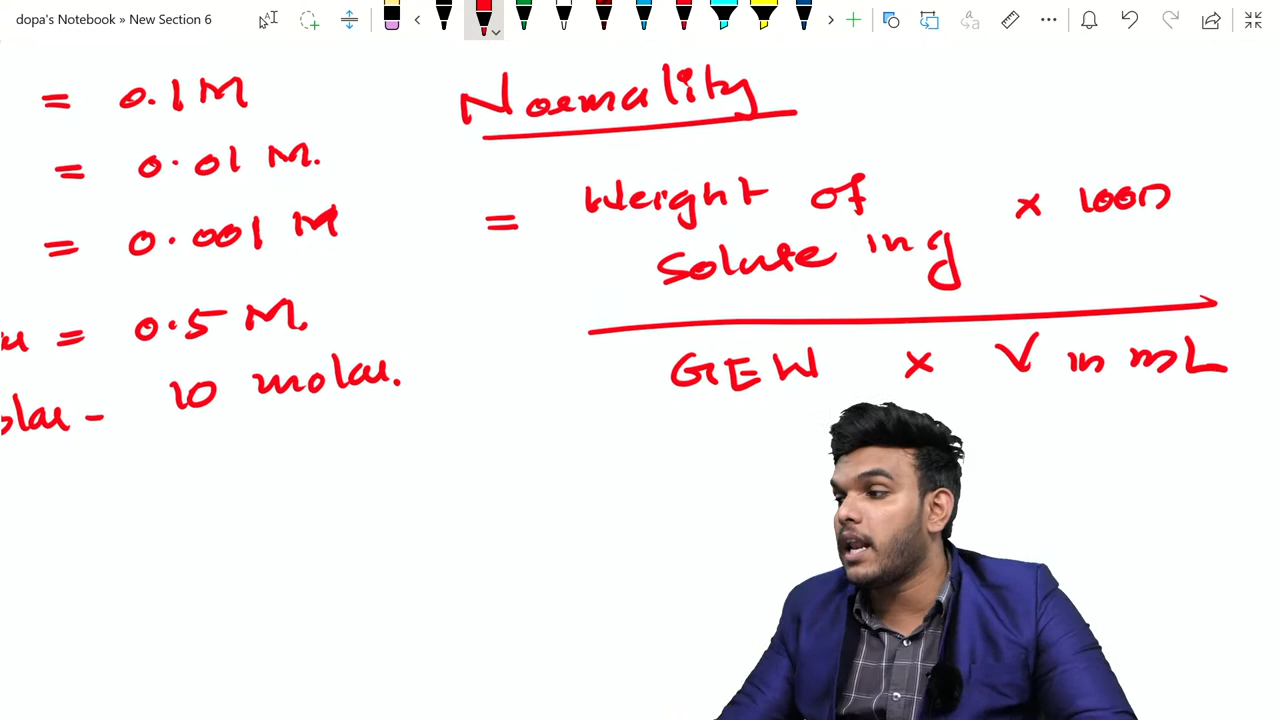 dopa's Notebook » New Section 6
= 0.1 M
= 0.01 M.
= 0.001 M
= 0.5 M.
- 10 molar.
Normality
= Weight of
Solute in g × 1000
GEW × V in mL